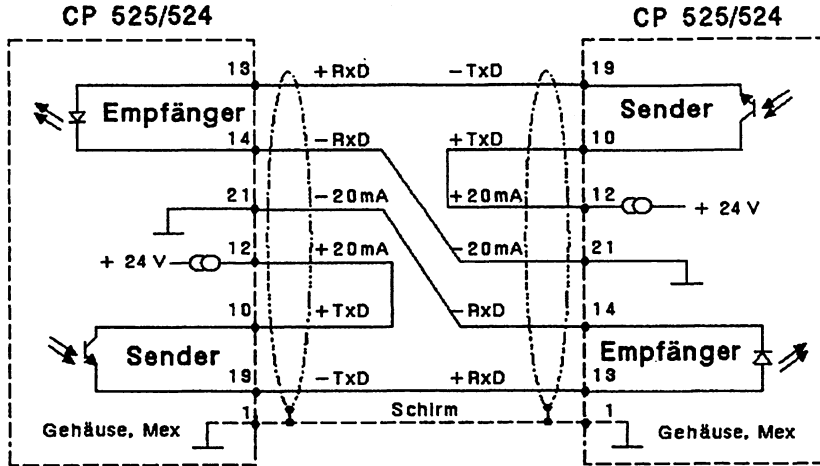 CP 525/524 CP 525/524
13 +RxD -TxD 19
Empfänger Sender
14 -RxD +TxD 10
21 -20mA +20mA 12
+ 24 V
12 +20mA -20mA 21
+ 24 V
10 +TxD -RxD 14
Sender Empfänger
19 -TxD +RxD 13
1 Schirm 1
Gehäuse, Mex Gehäuse, Mex